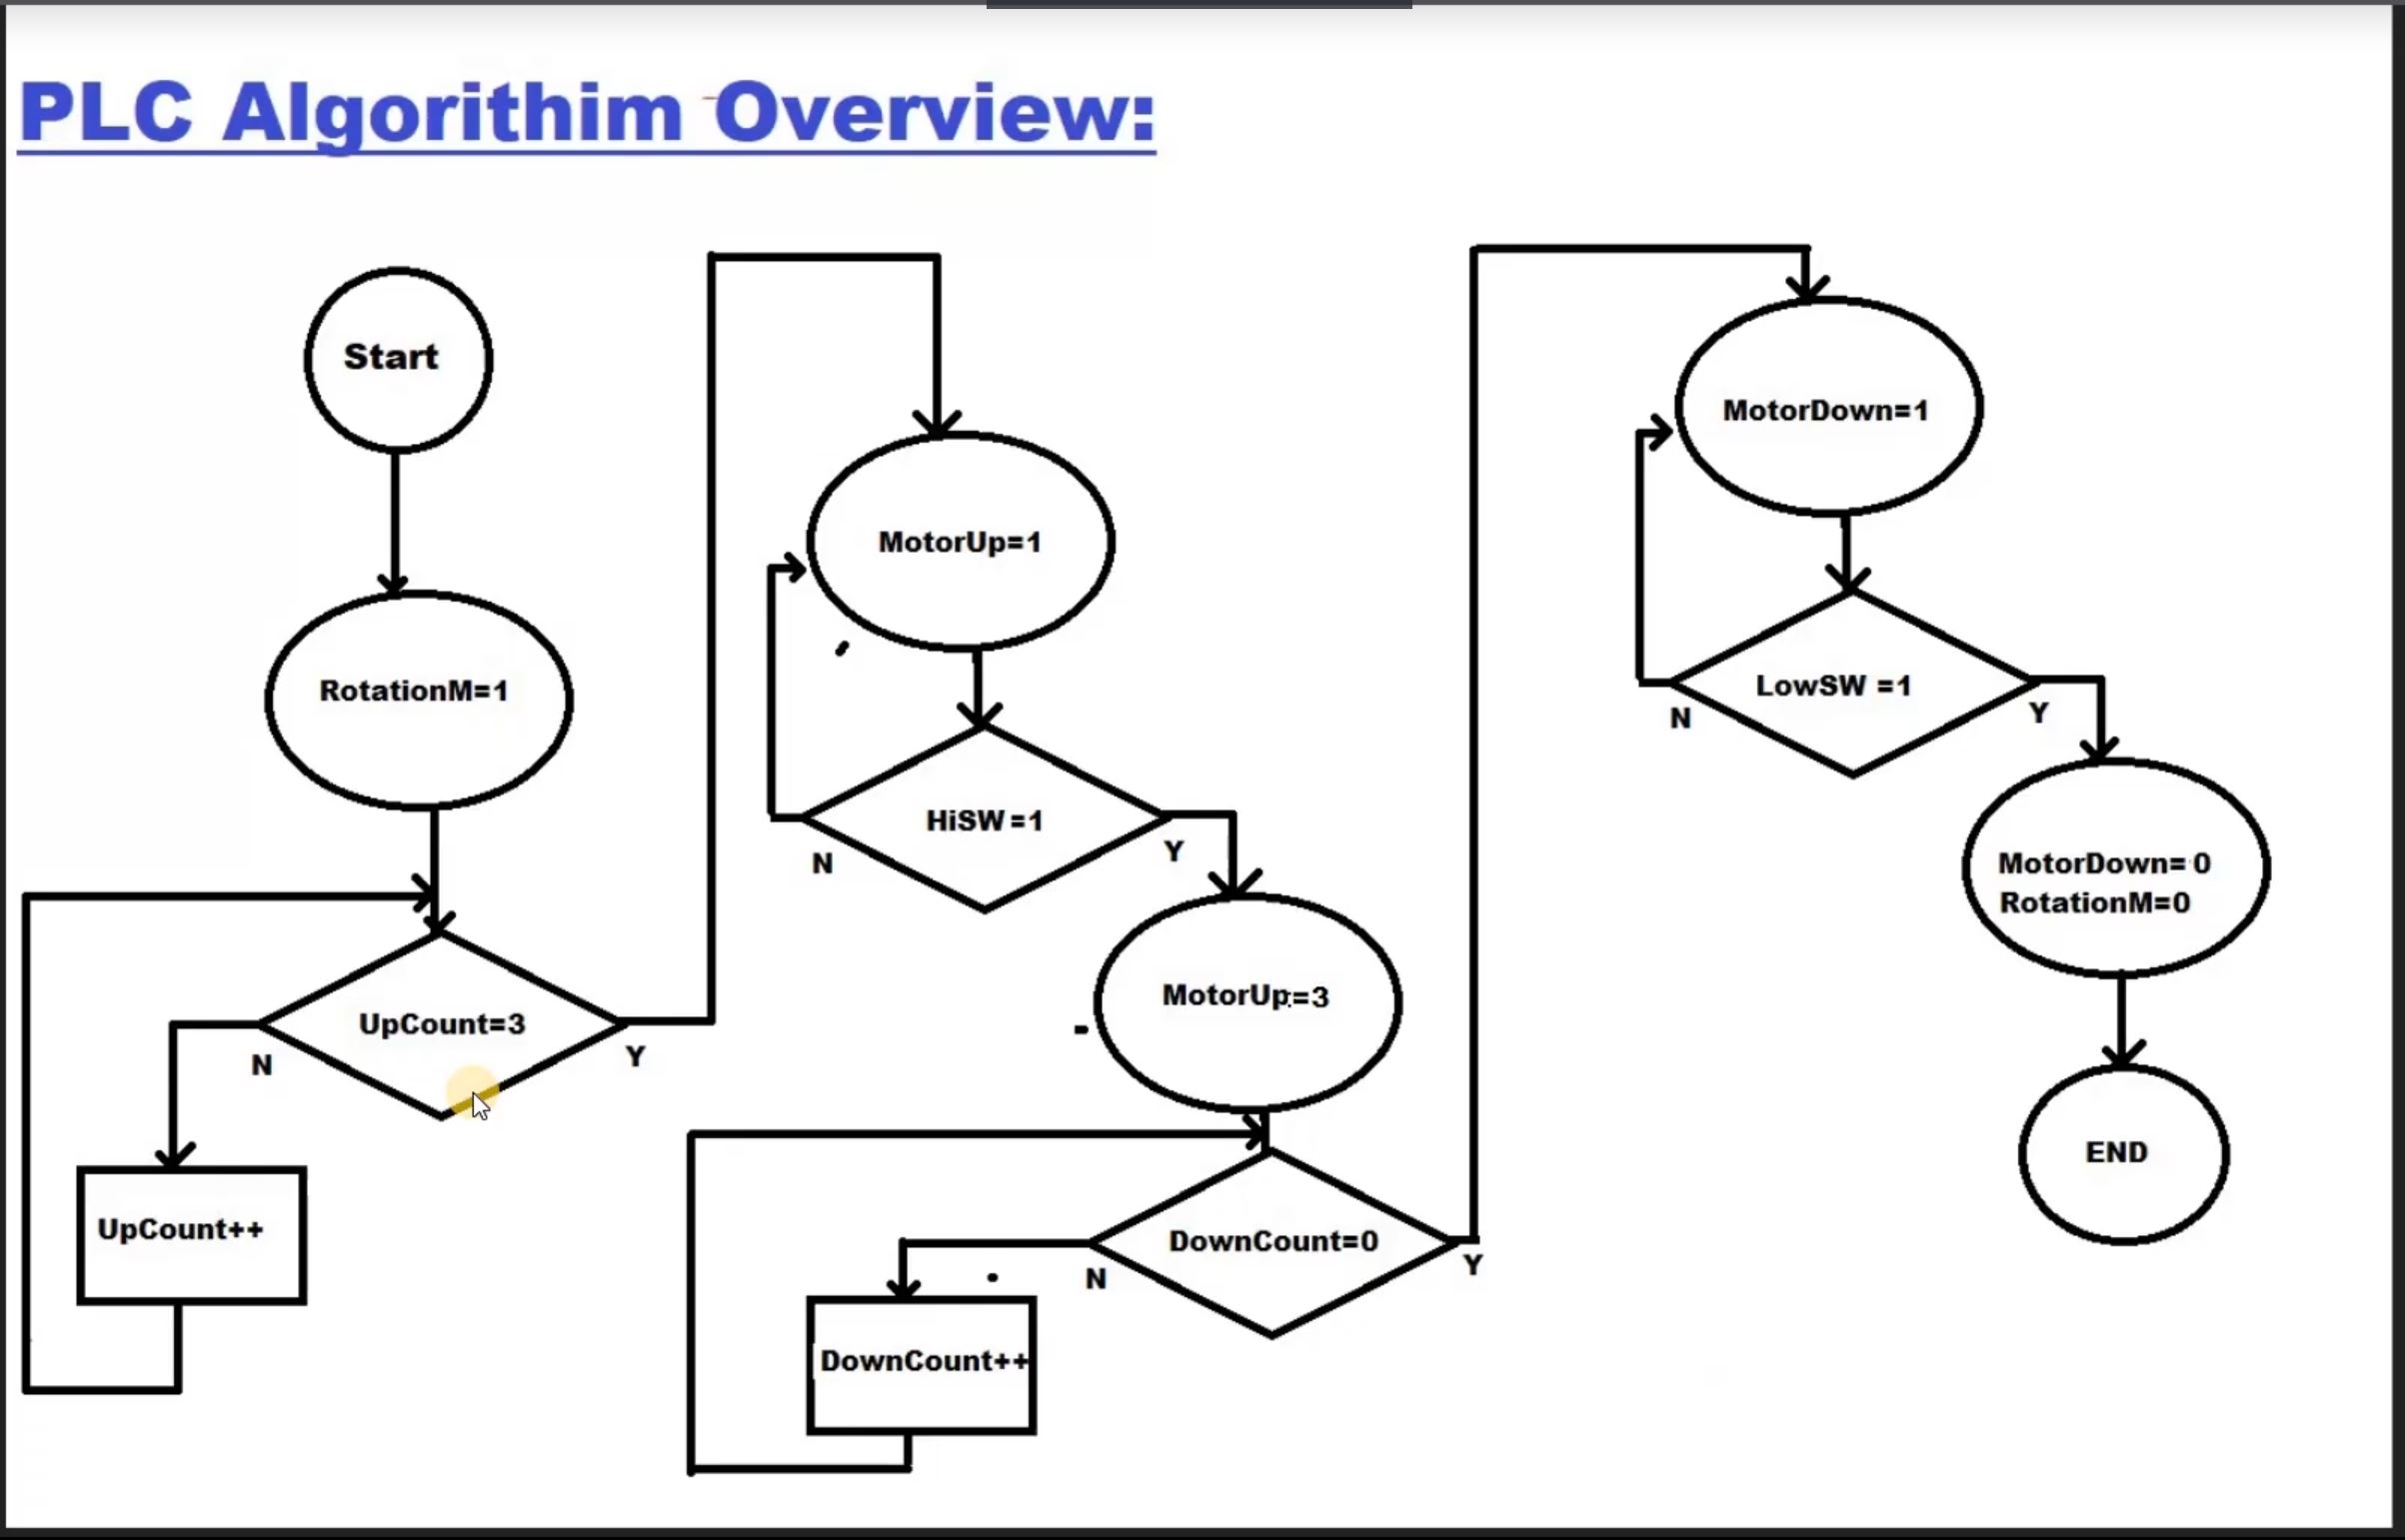 PLC Algorithim Overview:
Start
RotationM=1
UpCount=3
N
Y
UpCount++
MotorUp=1
HiSW=1
N
Y
MotorUp=3
DownCount=0
N
Y
DownCount++
MotorDown=1
LowSW =1
N
Y
MotorDown= 0
RotationM=0
END